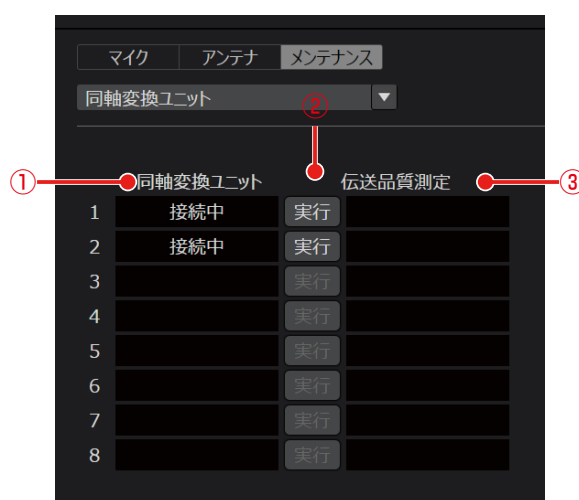 マイク アンテナ メンテナンス
同軸変換ユニット ▼
②
① 同軸変換ユニット 伝送品質測定 ③
1 接続中 実行
2 接続中 実行
3 実行
4 実行
5 実行
6 実行
7 実行
8 実行